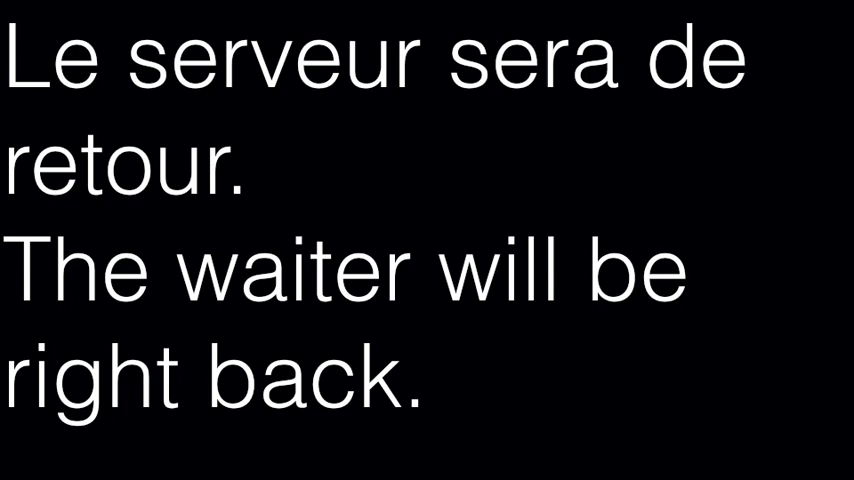 Le serveur sera de
retour.
The waiter will be
right back.